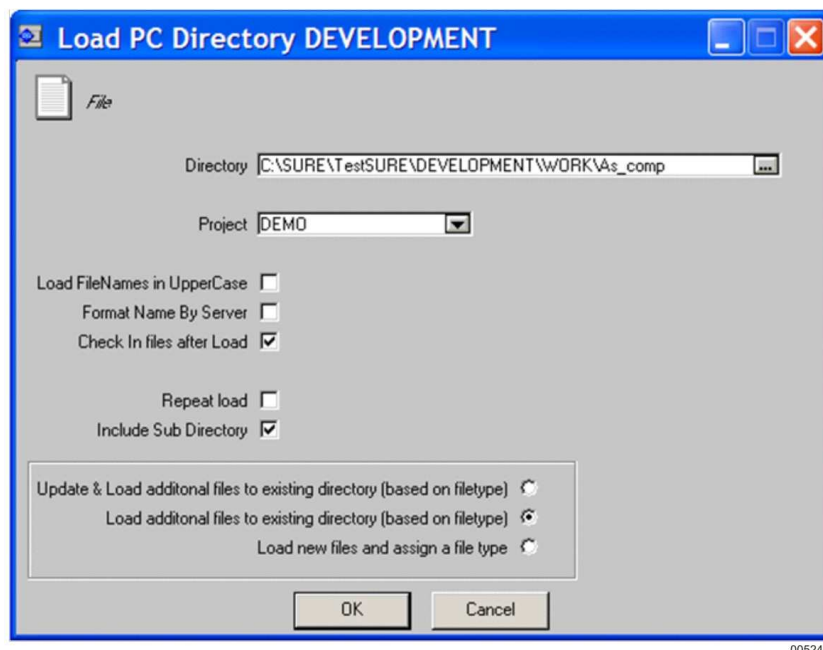 Load PC Directory DEVELOPMENT
File
Directory C:\SURE\TestSURE\DEVELOPMENT\WORK\As_comp ...
Project DEMO
Load FileNames in UpperCase
Format Name By Server
Check In files after Load
Repeat load
Include Sub Directory
Update & Load additonal files to existing directory (based on filetype)
Load additonal files to existing directory (based on filetype)
Load new files and assign a file type
OK Cancel
00524